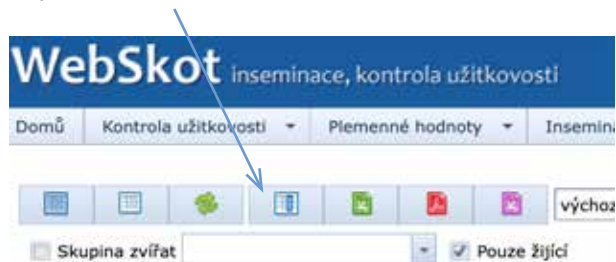 WebSkot inseminace, kontrola užitkovosti
Domů Kontrola užitkovosti Plemenné hodnoty Insemina
výchoz
Skupina zvířat Pouze žijící